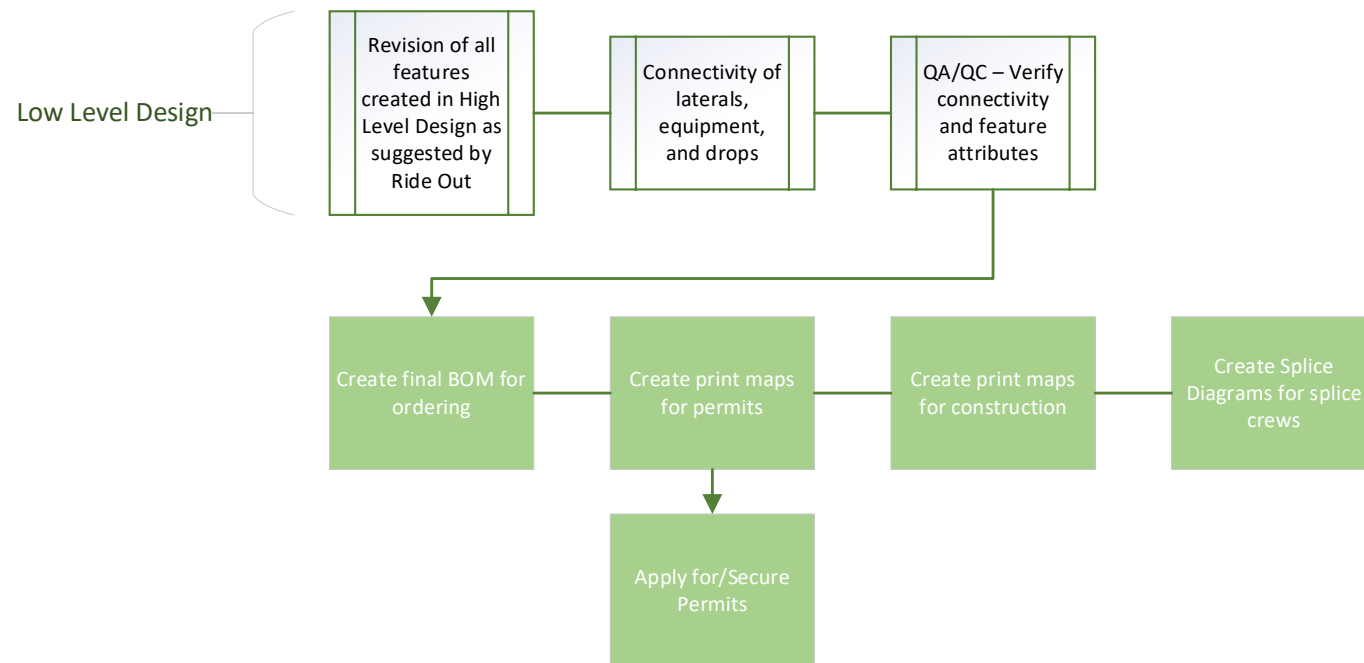 Low Level Design
Revision of all
features
created in High
Level Design as
suggested by
Ride Out
Connectivity of
laterals,
equipment,
and drops
QA/QC – Verify
connectivity
and feature
attributes
Create final BOM for
ordering
Create print maps
for permits
Create print maps
for construction
Create Splice
Diagrams for splice
crews
Apply for/Secure
Permits